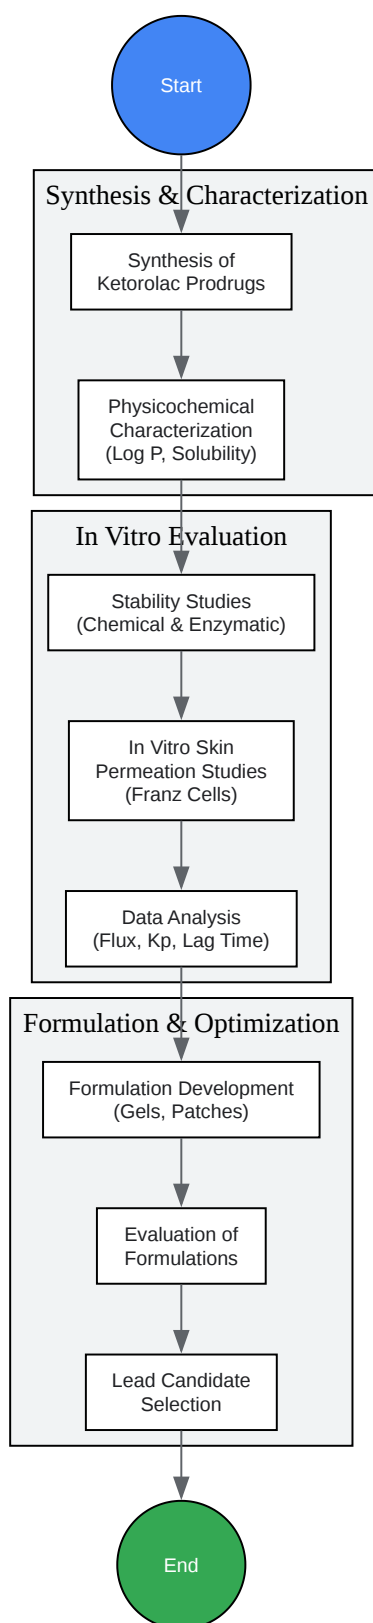 Start
Synthesis & Characterization
Synthesis of
Ketorolac Prodrugs
Physicochemical
Characterization
(Log P, Solubility)
In Vitro Evaluation
Stability Studies
(Chemical & Enzymatic)
In Vitro Skin
Permeation Studies
(Franz Cells)
Data Analysis
(Flux, Kp, Lag Time)
Formulation & Optimization
Formulation Development
(Gels, Patches)
Evaluation of
Formulations
Lead Candidate
Selection
End